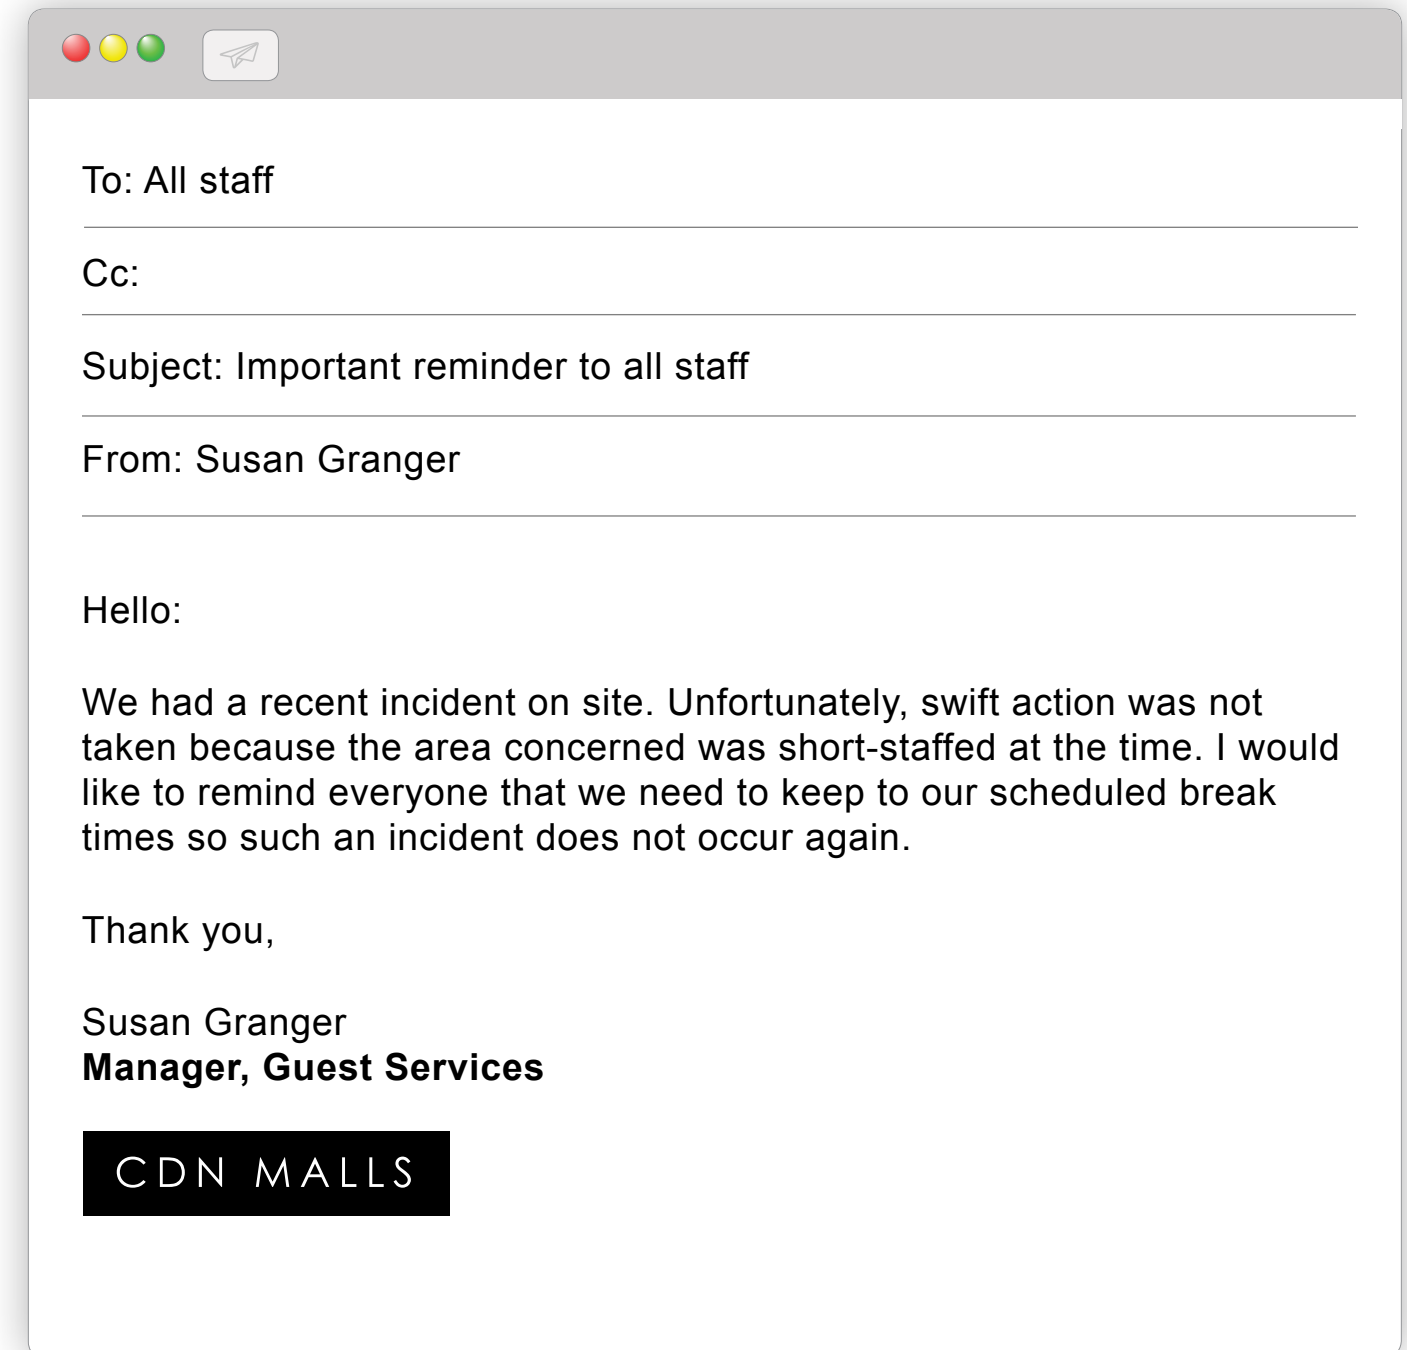 To: All staff
Cc:
Subject: Important reminder to all staff
From: Susan Granger
Hello:
We had a recent incident on site. Unfortunately, swift action was not
taken because the area concerned was short-staffed at the time. I would
like to remind everyone that we need to keep to our scheduled break
times so such an incident does not occur again.
Thank you,
Susan Granger
Manager, Guest Services
CDN MALLS